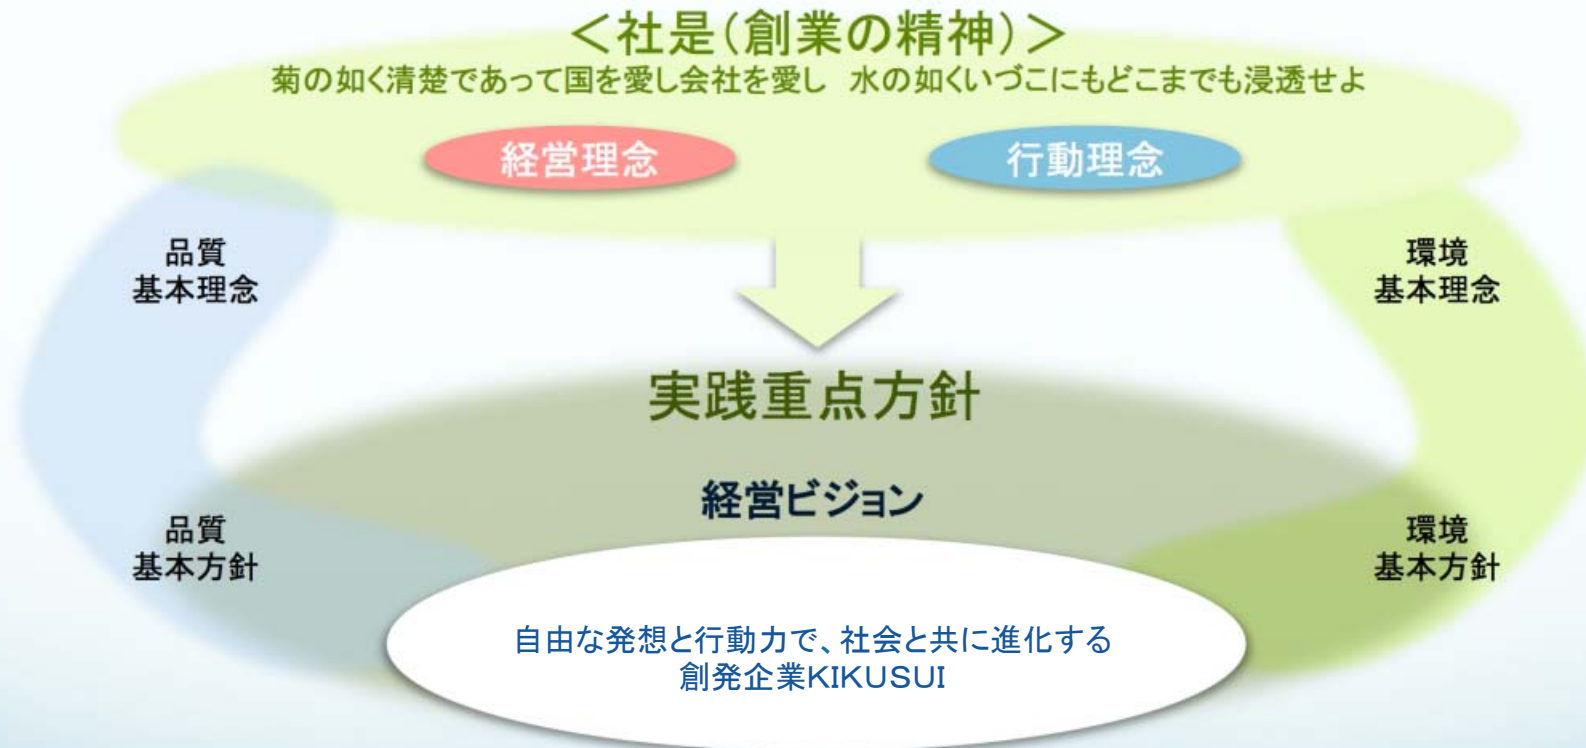 ＜社是（創業の精神）＞
菊の如く清楚であって国を愛し会社を愛し　水の如くいづこにもどこまでも浸透せよ
経営理念
行動理念
品質
基本理念
環境
基本理念
実践重点方針
経営ビジョン
品質
基本方針
環境
基本方針
自由な発想と行動力で、社会と共に進化する
創発企業KIKUSUI